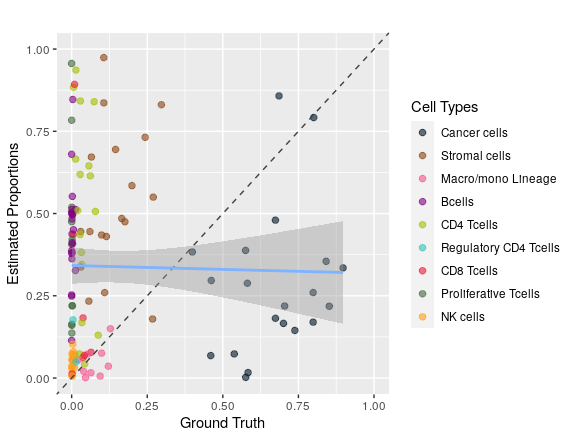 1.00
0.75
0.50
0.25
0.00
Estimated Proportions
0.00 0.25 0.50 0.75 1.00
Ground Truth
Cell Types
Cancer cells
Stromal cells
Macro/mono LIneage
Bcells
CD4 Tcells
Regulatory CD4 Tcells
CD8 Tcells
Proliferative Tcells
NK cells